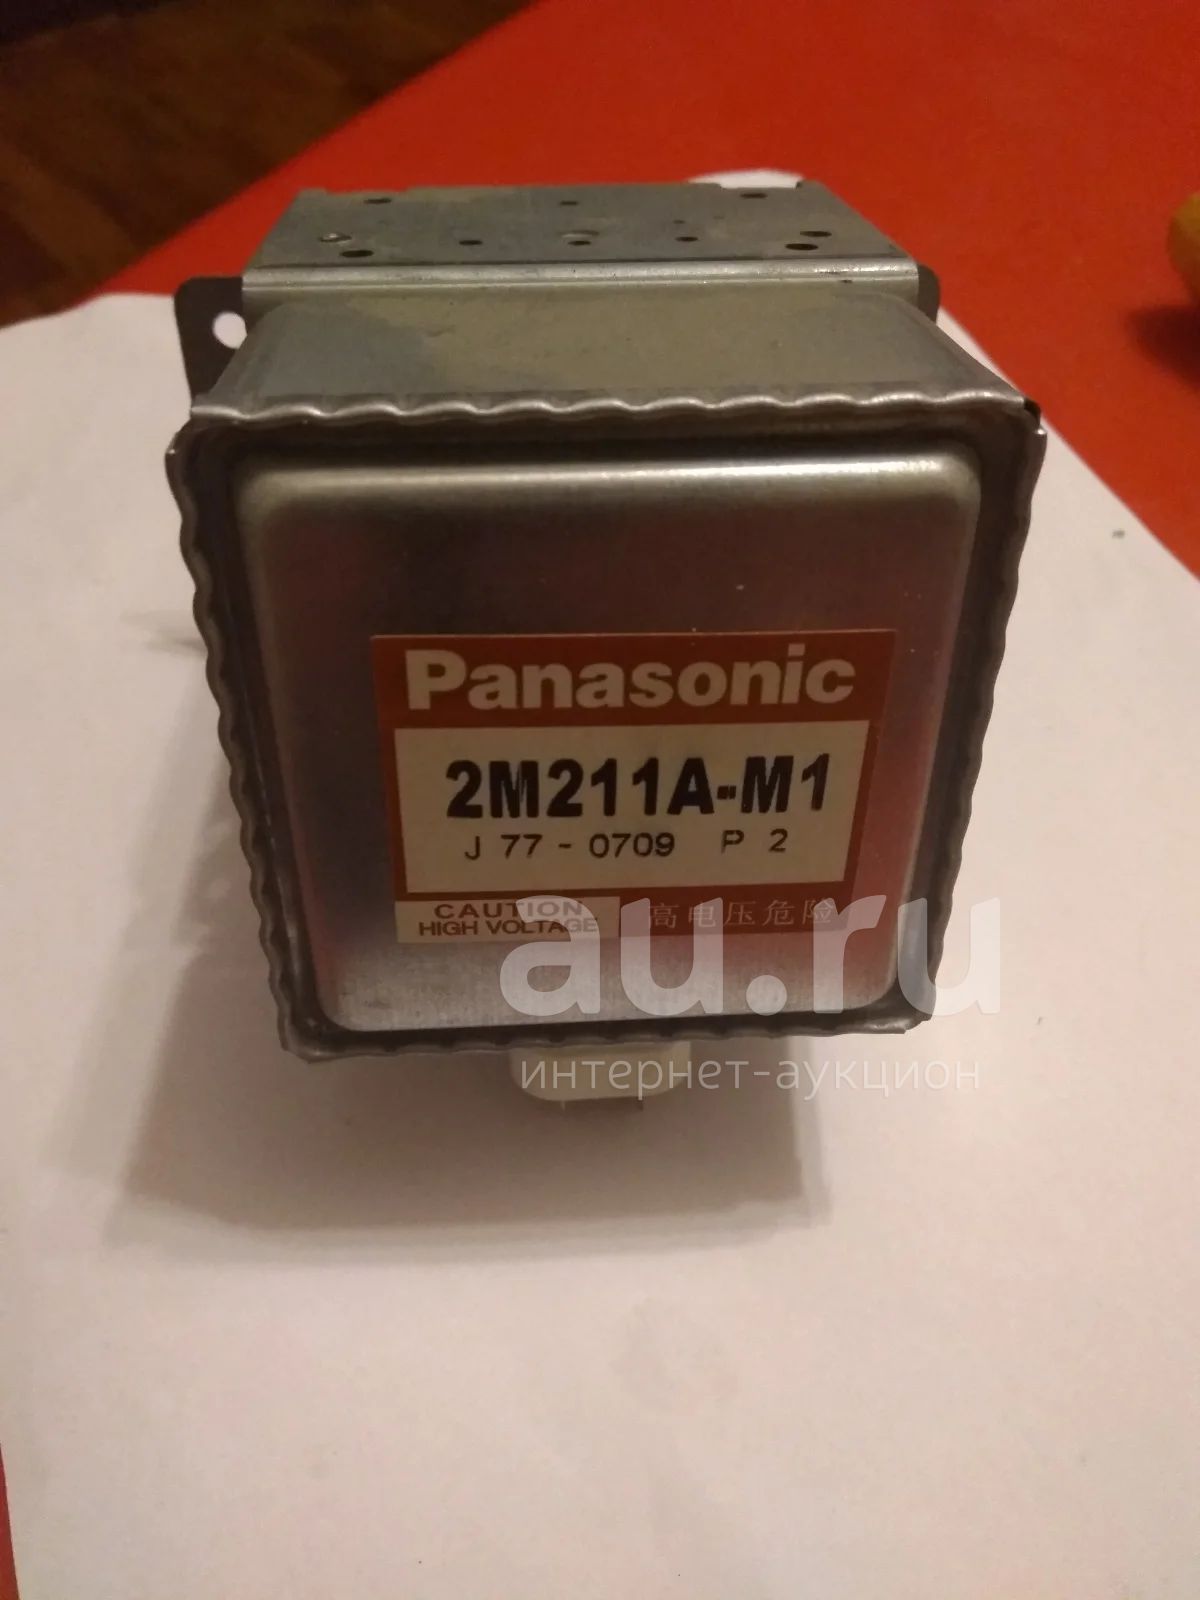 Panasonic
2M211A-M1
J 77 - 0709 P 2
CAUTION
HIGH VOLTAGE
高电压危险
au.ru
интернет-аукцион